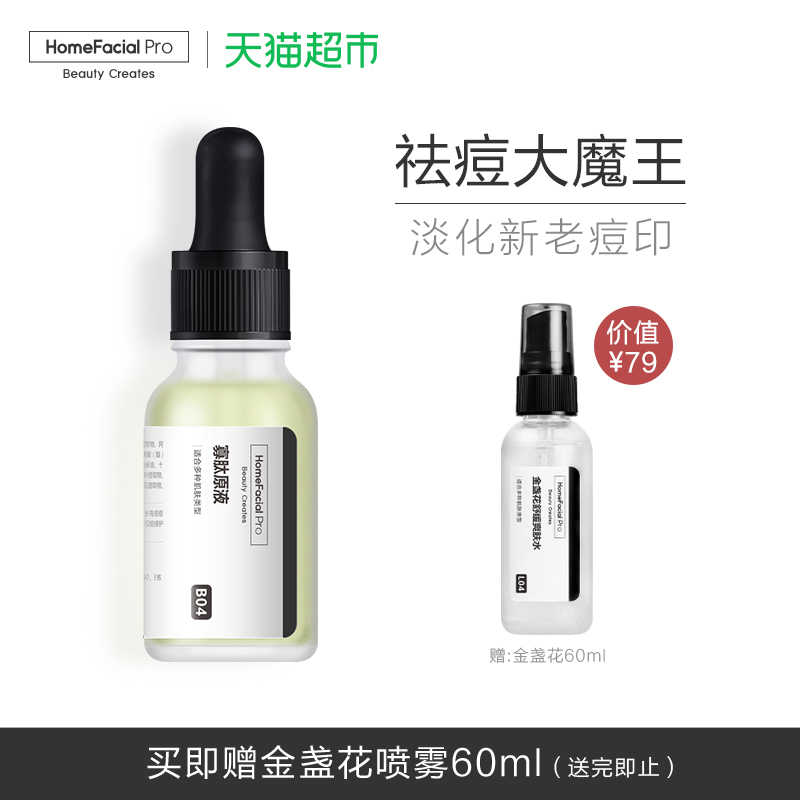 HomeFacial Pro
Beauty Creates
天猫超市
祛痘大魔王
淡化新老痘印
价值
¥79
HomeFacial Pro
Beauty Creates
寡肽原液
适合多种肌肤类型
B04
HomeFacial Pro
Beauty Creates
金盏花舒缓爽肤水
适合多种肌肤类型
L04
赠:金盏花60ml
买即赠金盏花喷雾60ml(送完即止)